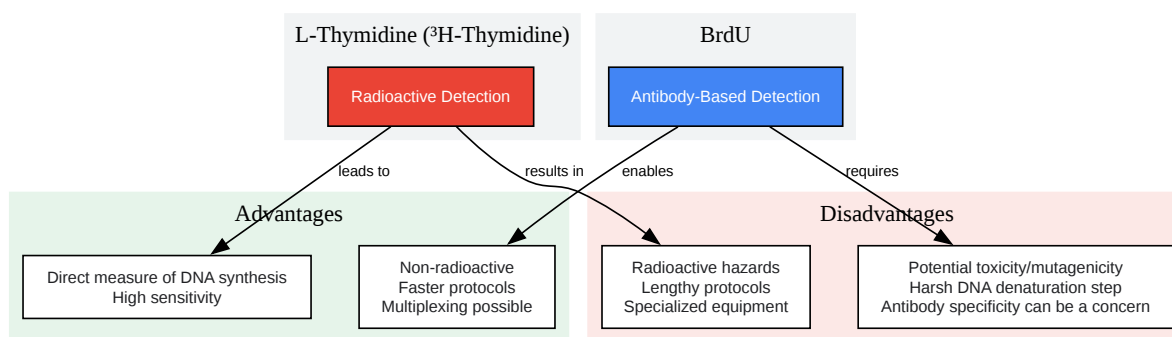 L-Thymidine (³H-Thymidine)
BrdU
Radioactive Detection
Antibody-Based Detection
leads to
results in
enables
requires
Advantages
Disadvantages
Direct measure of DNA synthesis
High sensitivity
Non-radioactive
Faster protocols
Multiplexing possible
Radioactive hazards
Lengthy protocols
Specialized equipment
Potential toxicity/mutagenicity
Harsh DNA denaturation step
Antibody specificity can be a concern